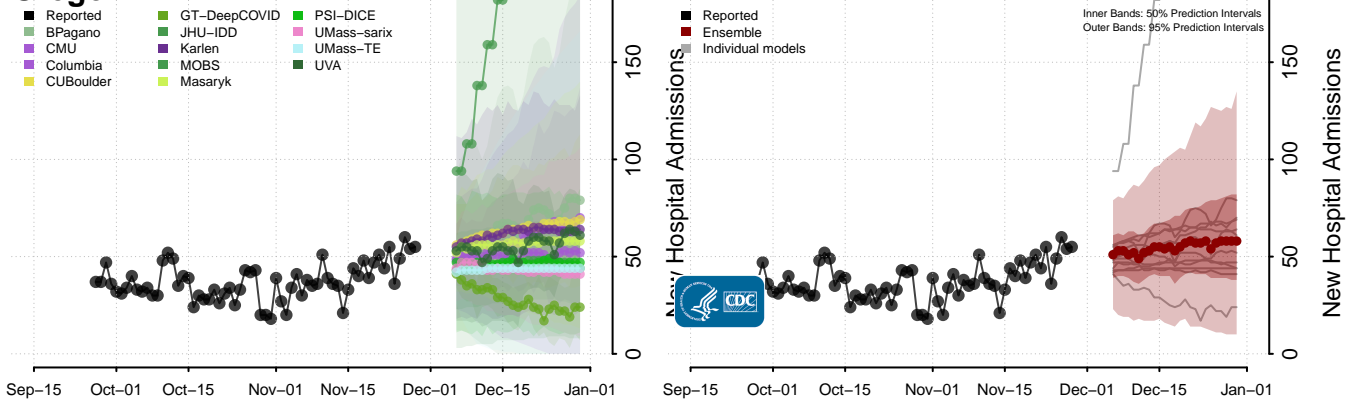 Reported
BPagano
CMU
Columbia
CUBoulder
GT–DeepCOVID
JHU–IDD
Karlen
MOBS
Masaryk
PSI–DICE
UMass–sarix
UMass–TE
UVA
150
100
50
0
New Hospital Admissions
Sep–15
Oct–01
Oct–15
Nov–01
Nov–15
Dec–01
Dec–15
Jan–01
Reported
Ensemble
Individual models
Inner Bands: 50% Prediction Intervals
Outer Bands: 95% Prediction Intervals
CDC
150
100
50
0
New Hospital Admissions
Sep–15
Oct–01
Oct–15
Nov–01
Nov–15
Dec–01
Dec–15
Jan–01